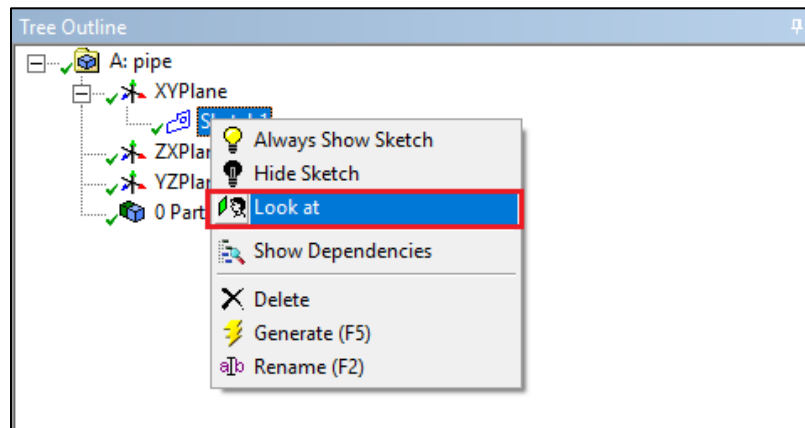 Tree Outline
A: pipe
XYPlane
Always Show Sketch
ZXPlan
Hide Sketch
YZPlan
Look at
0 Part
Show Dependencies
Delete
Generate (F5)
Rename (F2)